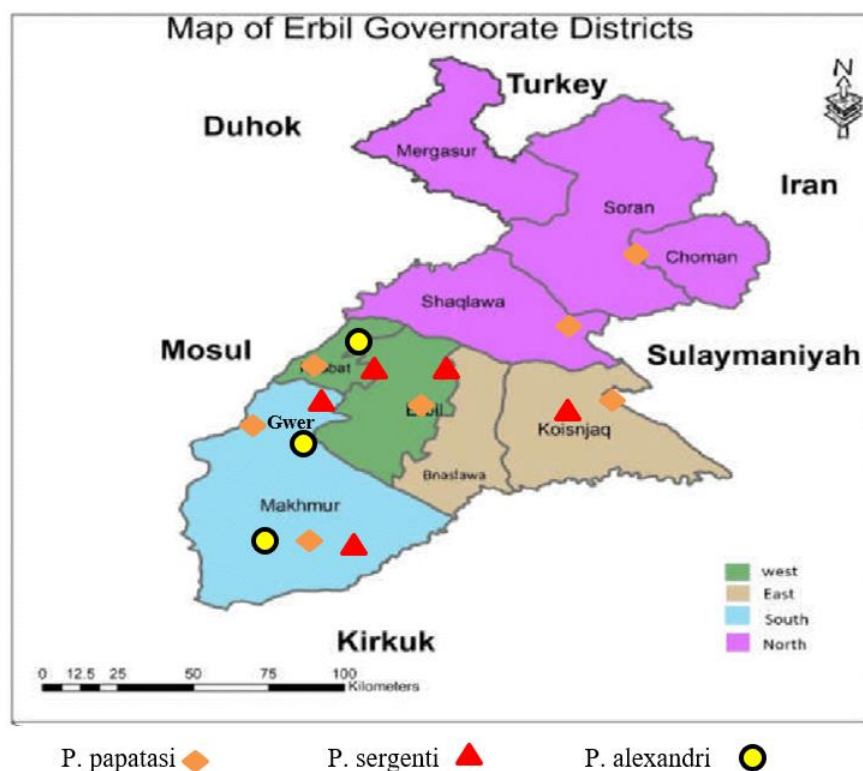 Map of Erbil Governorate Districts
Turkey
N
Duhok
Mergasur
Iran
Soran
Choman
Shaqlawa
Mosul
Sulaymaniyah
Erbil
Gwer
Koisnjaq
Bnaslawa
Makhmur
west
East
South
North
Kirkuk
0 12.5 25 50 75 100
Kilometers
P. papatasi P. sergenti P. alexandri